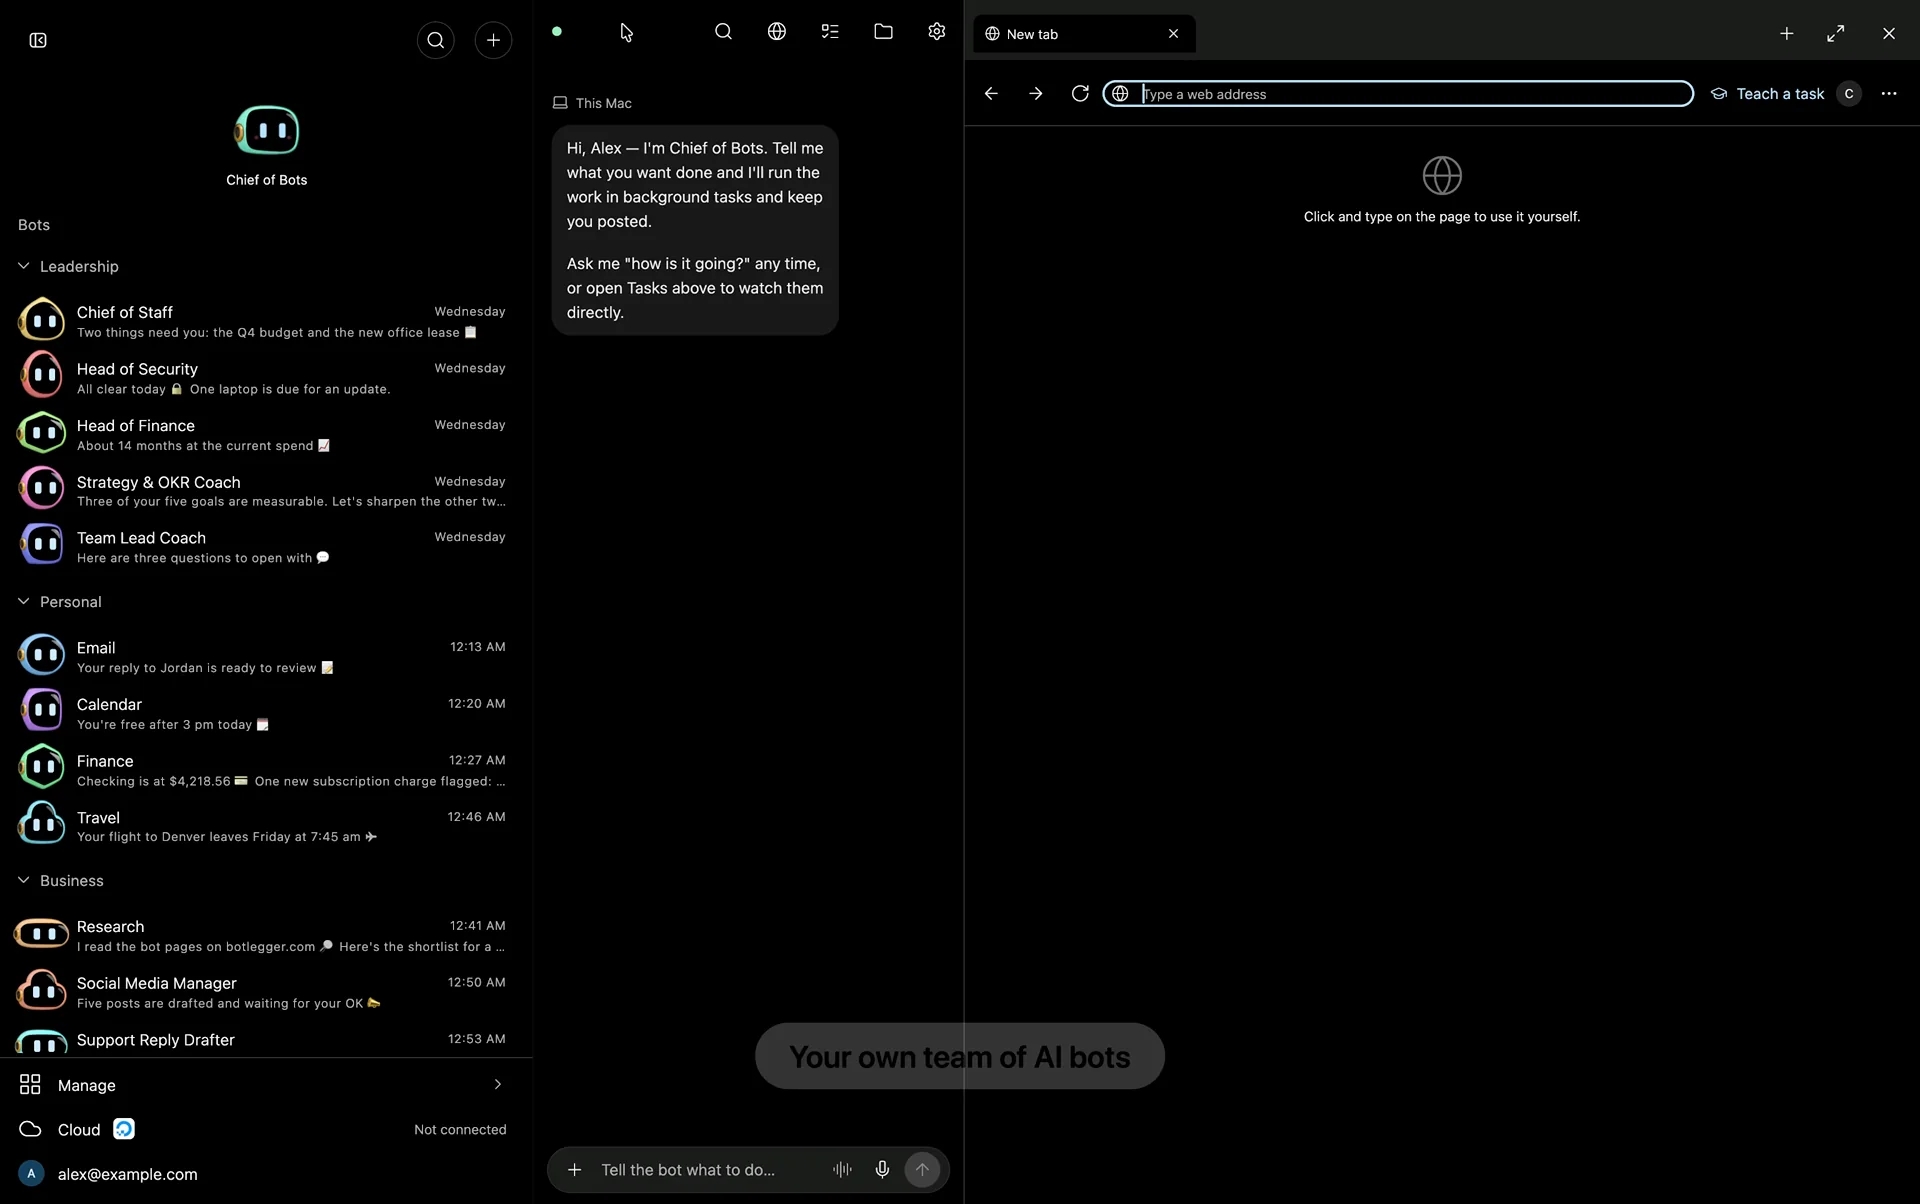 Chief of Bots
Bots
Leadership
Chief of Staff
Wednesday
Two things need you: the Q4 budget and the new office lease
Head of Security
Wednesday
All clear today
One laptop is due for an update.
Head of Finance
Wednesday
About 14 months at the current spend
Strategy & OKR Coach
Wednesday
Three of your five goals are measurable. Let's sharpen the other tw...
Team Lead Coach
Wednesday
Here are three questions to open with
Personal
Email
12:13 AM
Your reply to Jordan is ready to review
Calendar
12:20 AM
You're free after 3 pm today
Finance
12:27 AM
Checking is at $4,218.56
One new subscription charge flagged: ...
Travel
12:46 AM
Your flight to Denver leaves Friday at 7:45 am
Business
Research
12:41 AM
I read the bot pages on botlegger.com
Here's the shortlist for a ...
Social Media Manager
12:50 AM
Five posts are drafted and waiting for your OK
Support Reply Drafter
12:53 AM
Manage
Cloud
Not connected
A
alex@example.com
This Mac
Hi, Alex — I'm Chief of Bots. Tell me
what you want done and I'll run the
work in background tasks and keep
you posted.
Ask me "how is it going?" any time,
or open Tasks above to watch them
directly.
Your own team of AI bots
Tell the bot what to do...
New tab
Type a web address
Teach a task
C
Click and type on the page to use it yourself.